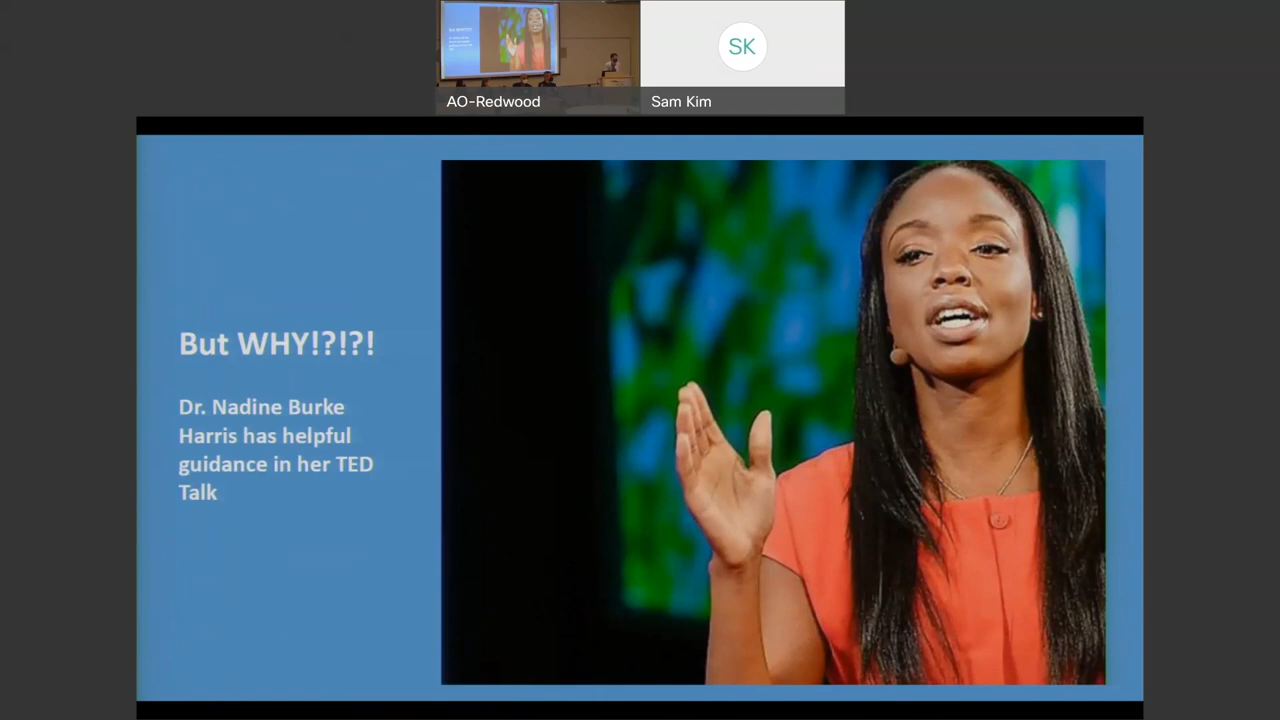 SK
AO-Redwood
Sam Kim
But WHY!?!?!
Dr. Nadine Burke
Harris has helpful
guidance in her TED
Talk